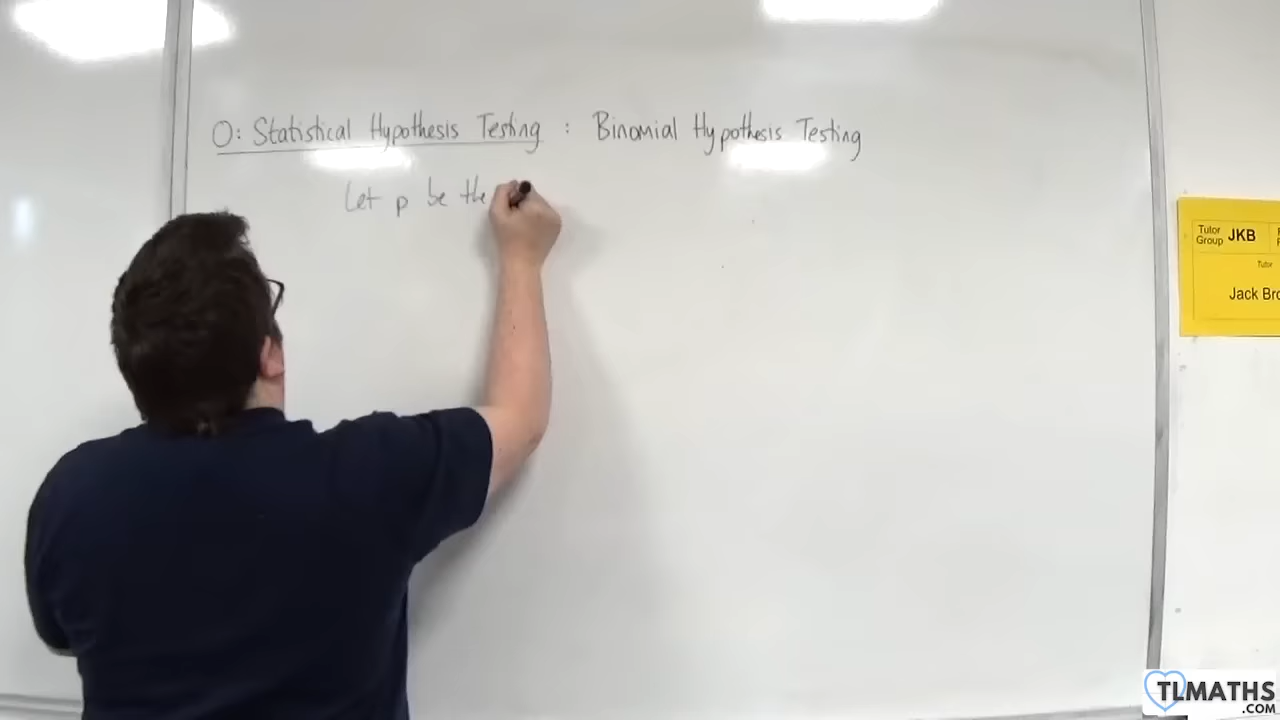 O: Statistical Hypothesis Testing : Binomial Hypothesis Testing
Let p be the
Tutor Group JKB
Tutor
Jack Bro
TLMATHS
.COM